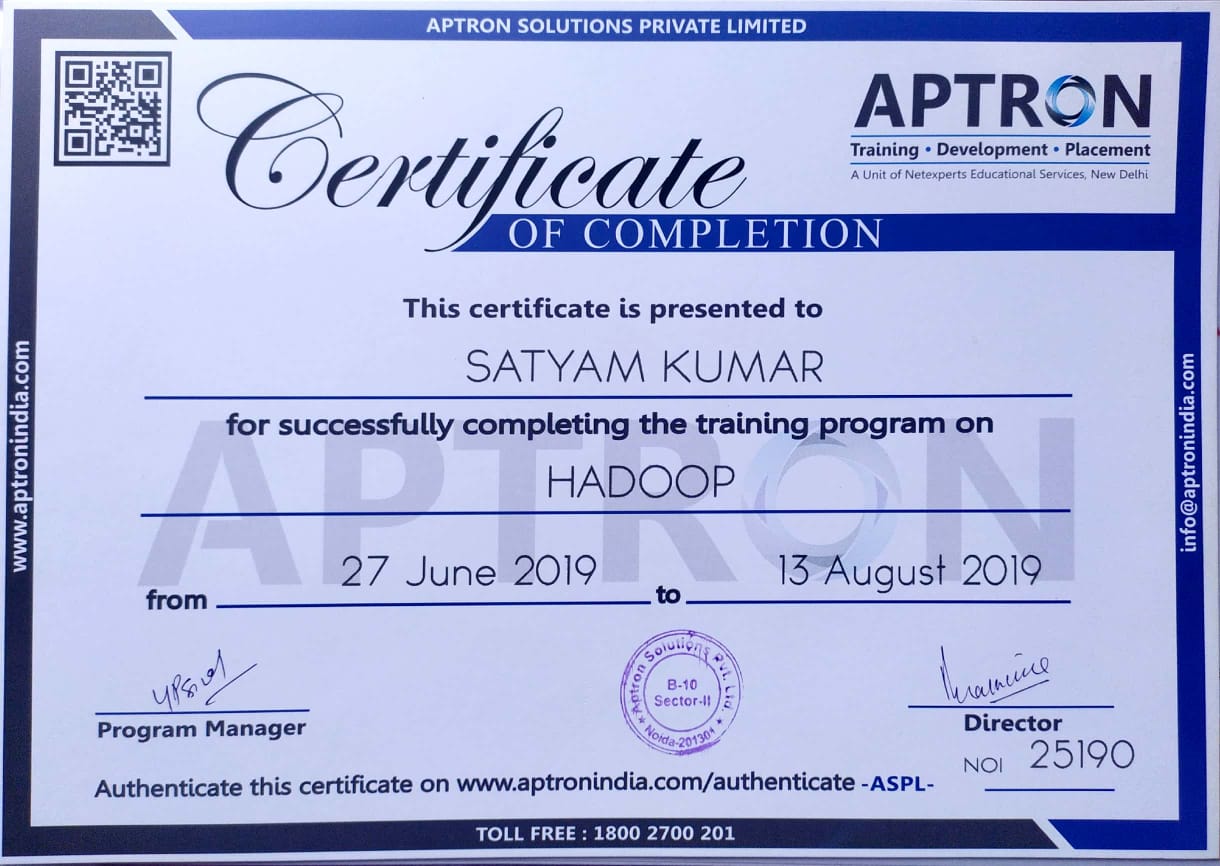 APTRON SOLUTIONS PRIVATE LIMITED
APTRON
Training • Development • Placement
A Unit of Netexperts Educational Services, New Delhi
Certificate
OF COMPLETION
This certificate is presented to
SATYAM KUMAR
for successfully completing the training program on
HADOOP
APTRON
from 27 June 2019 to 13 August 2019
www.aptronindia.com
info@aptronindia.com
Aptron Solutions Pvt. Ltd.
B-10
Sector-II
Noida-201301
Program Manager
Director
NOI 25190
Authenticate this certificate on www.aptronindia.com/authenticate -ASPL-
TOLL FREE : 1800 2700 201